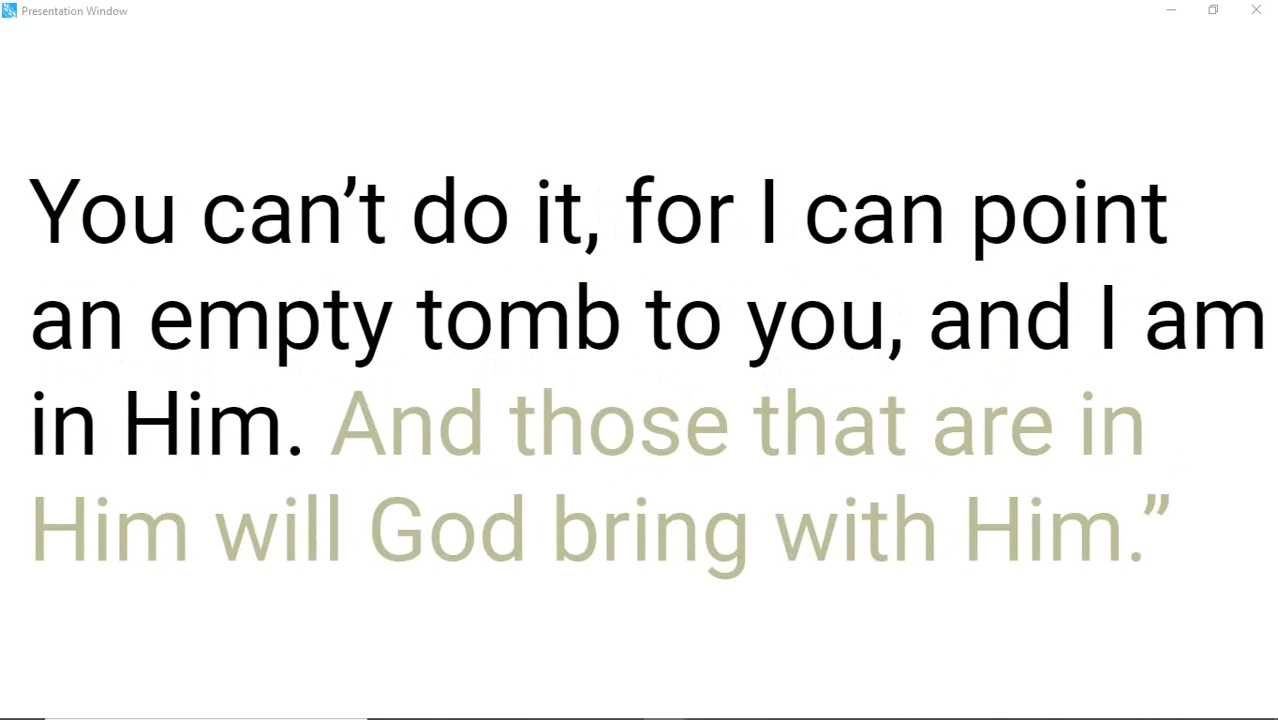 Presentation Window
You can’t do it, for I can point
an empty tomb to you, and I am
in Him. And those that are in
Him will God bring with Him.”